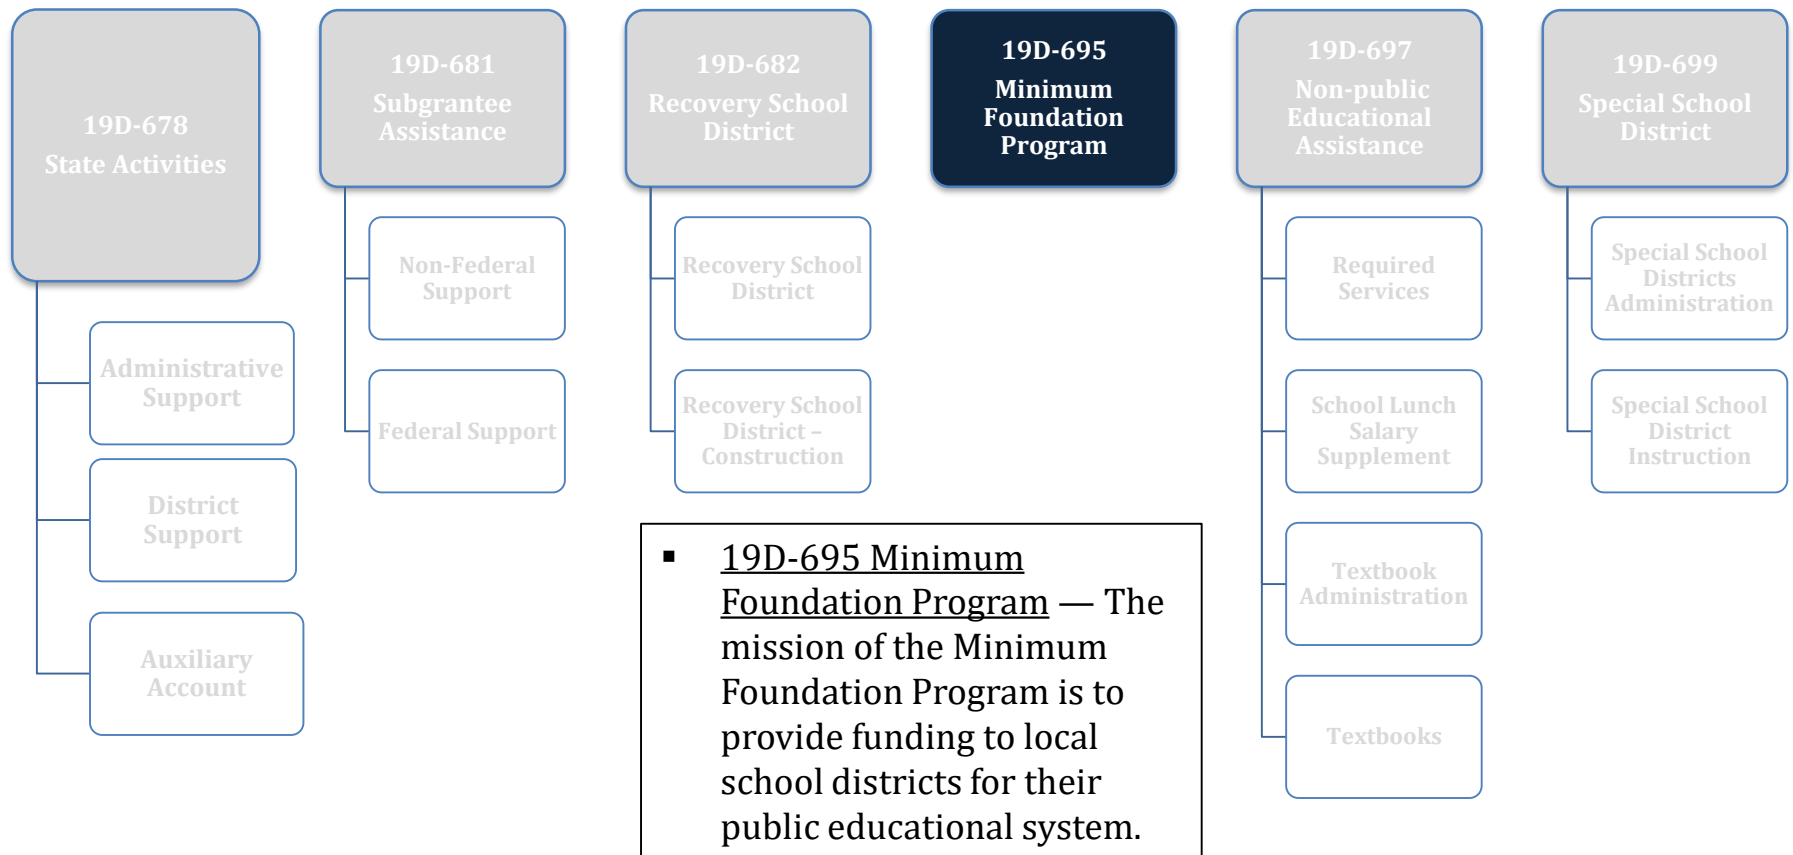 19D-678
State Activities
Administrative
Support
District
Support
Auxiliary
Account
19D-681
Subgrantee
Assistance
Non-Federal
Support
Federal Support
19D-682
Recovery School
District
Recovery School
District
Recovery School
District –
Construction
19D-695
Minimum
Foundation
Program
19D-697
Non-public
Educational
Assistance
Required
Services
School Lunch
Salary
Supplement
Textbook
Administration
Textbooks
19D-699
Special School
District
Special School
Districts
Administration
Special School
District
Instruction
▪ 19D-695 Minimum
Foundation Program — The
mission of the Minimum
Foundation Program is to
provide funding to local
school districts for their
public educational system.